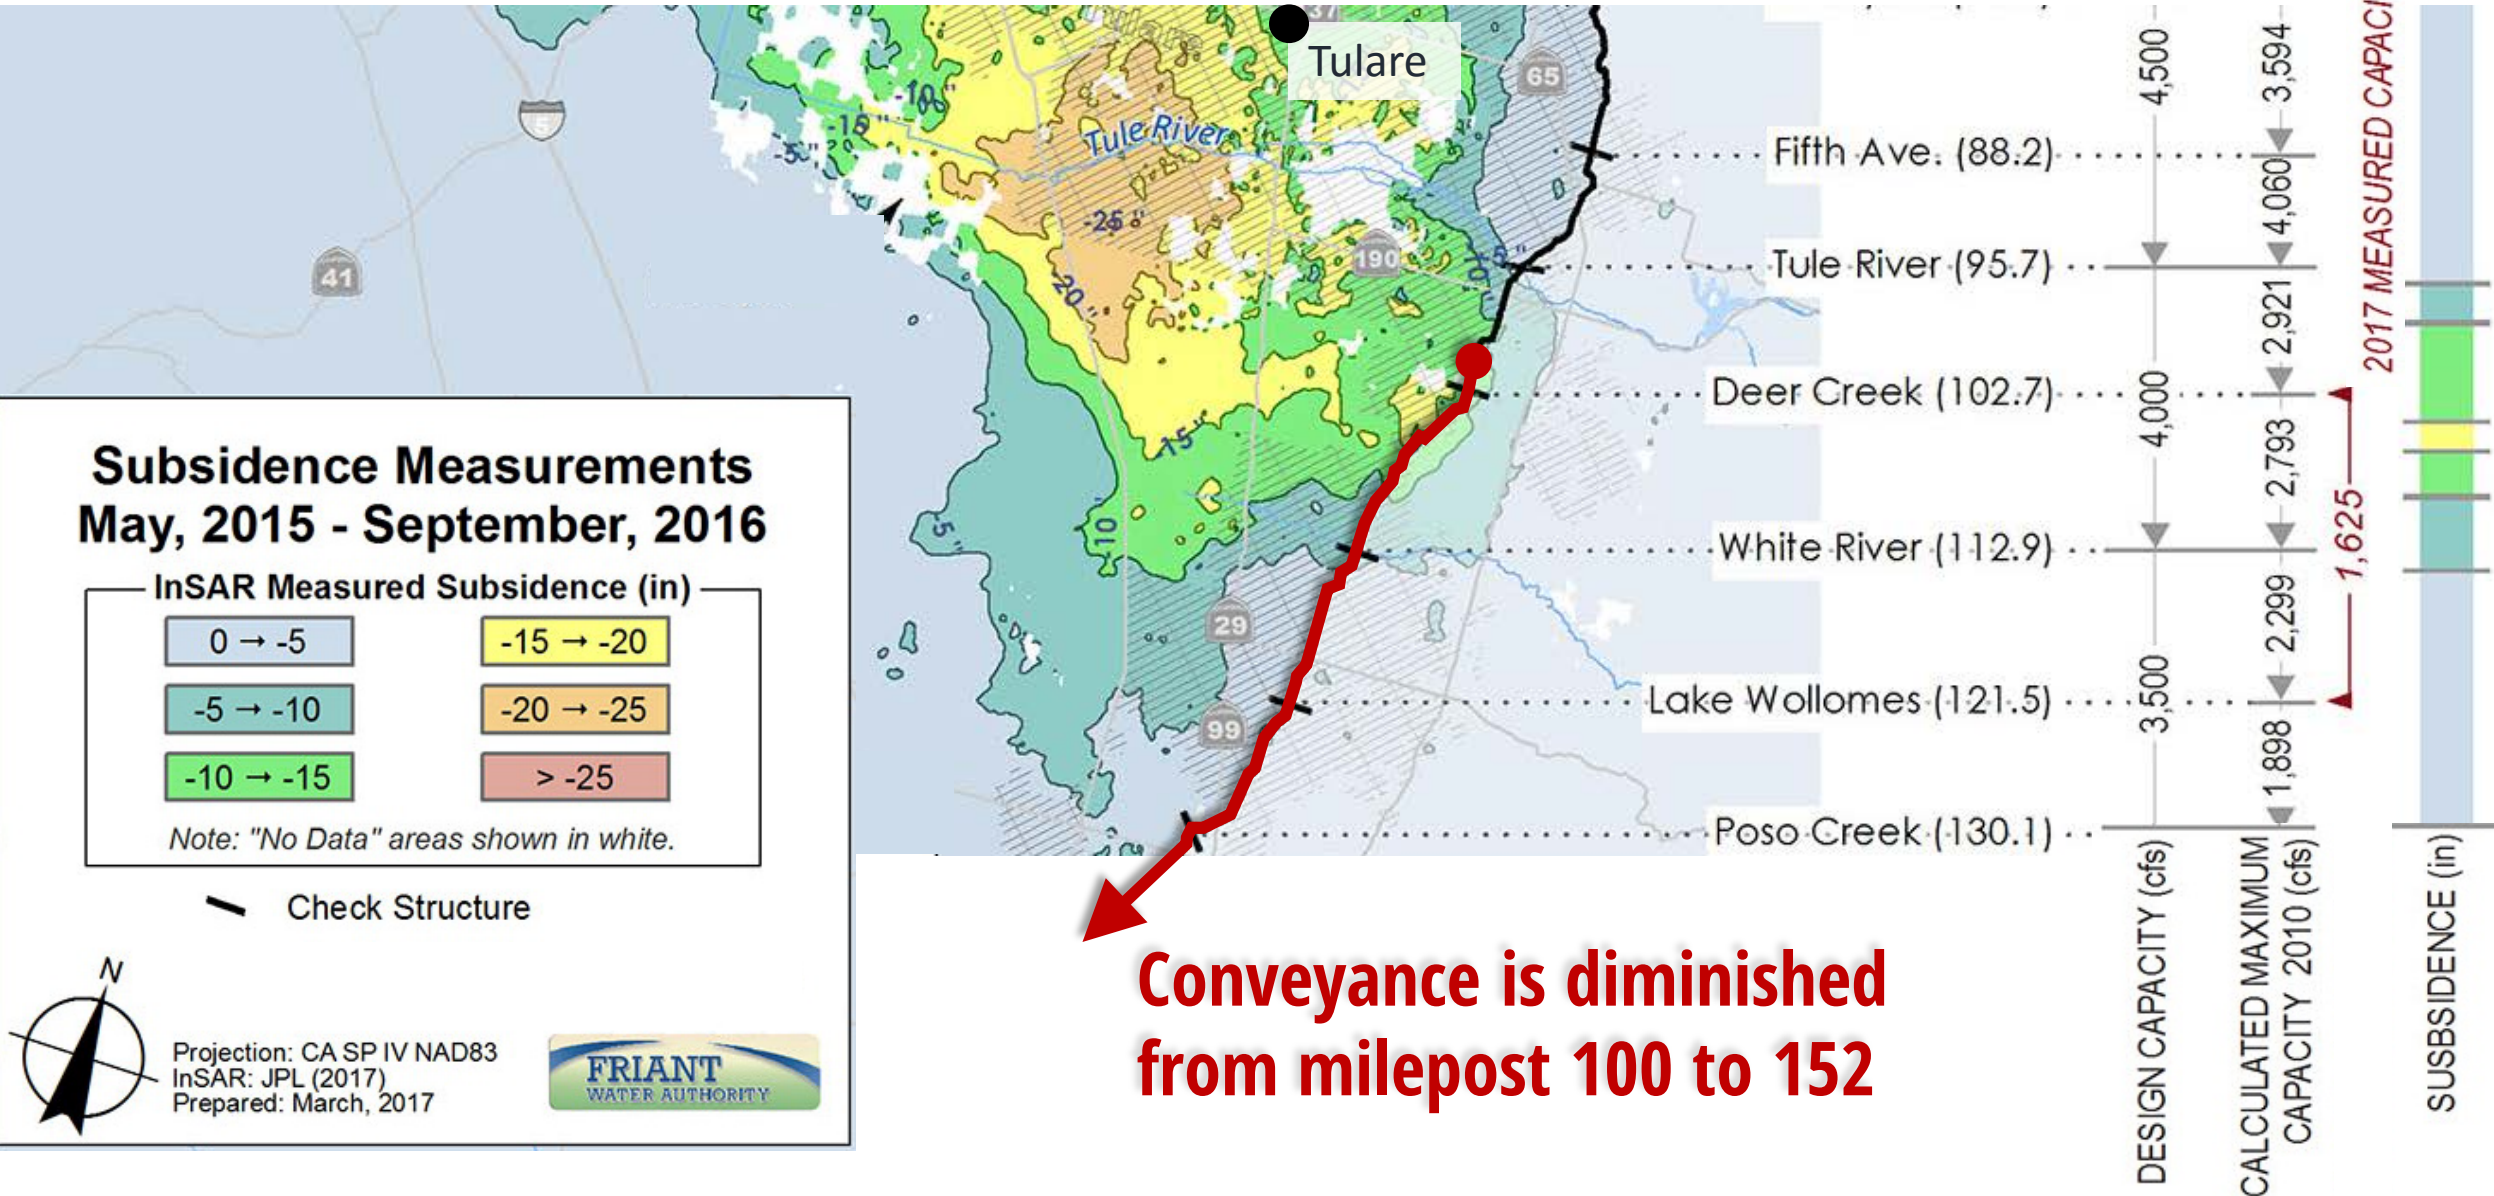 Tulare
Tulare
37
65
-10"
-15"
-5"
Tule River
-25"
190
-5"
-10"
-20"
41
5
-15"
-10
-5"
29
99
Fifth Ave. (88.2)
Tule River (95.7)
Deer Creek (102.7)
White River (112.9)
Lake Wollomes (121.5)
Poso Creek (130.1)
4,500
4,000
3,500
DESIGN CAPACITY (cfs)
3,594
4,060
2,921
2,793
2,299
1,898
CALCULATED MAXIMUM
CAPACITY 2010 (cfs)
2017 MEASURED CAPACI
1,625
SUSBSIDENCE (in)
Subsidence Measurements
May, 2015 - September, 2016
InSAR Measured Subsidence (in)
0 → -5
-15 → -20
-5 → -10
-20 → -25
-10 → -15
> -25
Note: "No Data" areas shown in white.
Check Structure
N
Projection: CA SP IV NAD83
InSAR: JPL (2017)
Prepared: March, 2017
FRIANT
WATER AUTHORITY
Conveyance is diminished
from milepost 100 to 152